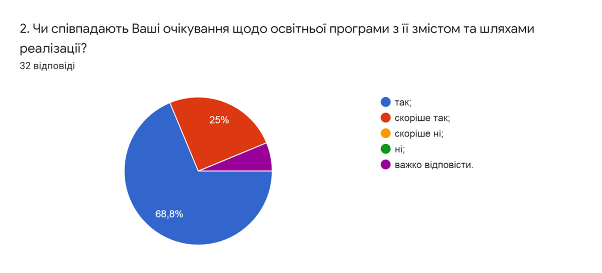 2. Чи співпадають Ваші очікування щодо освітньої програми з її змістом та шляхами
реалізації?
32 відповіді
25%
68,8%
так;
скоріше так;
скоріше ні;
ні;
важко відповісти.